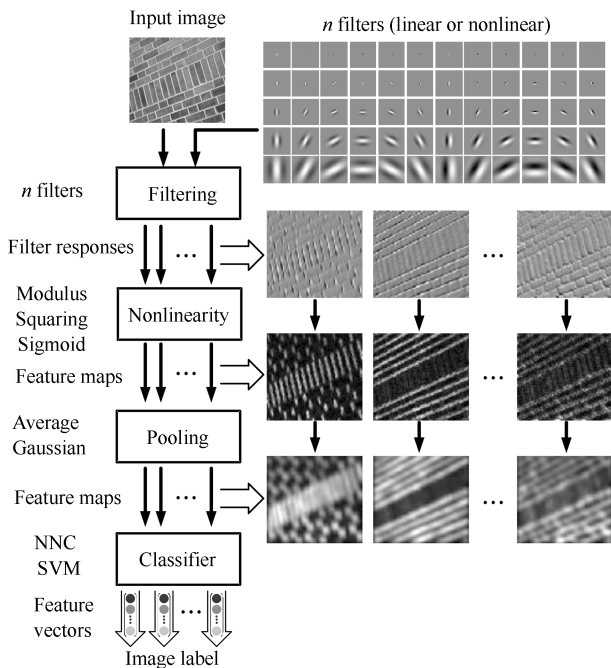 Input image
n filters (linear or nonlinear)
n filters
Filtering
Filter responses
...
...
Modulus
Squaring
Sigmoid
Nonlinearity
Feature maps
...
...
Average
Gaussian
Pooling
Feature maps
...
...
NNC
SVM
Classifier
Feature
vectors
...
Image label